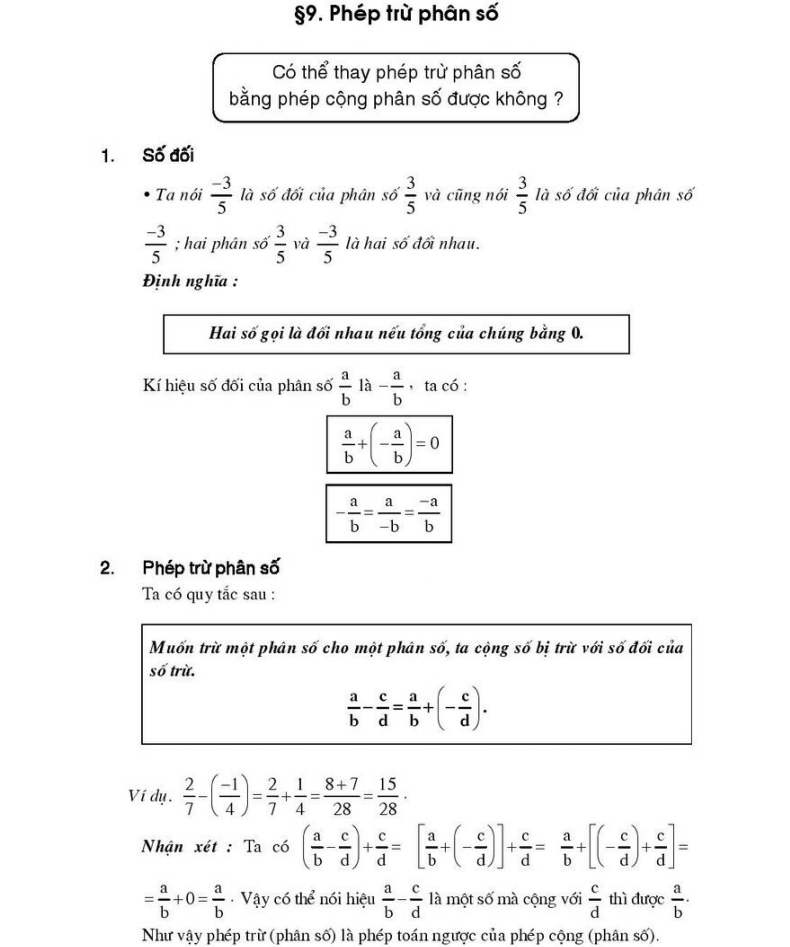 §9. Phép trừ phân số
Có thể thay phép trừ phân số
bằng phép cộng phân số được không ?
1. Số đối
• Ta nói \frac{-3}{5} là số đối của phân số \frac{3}{5} và cũng nói \frac{3}{5} là số đối của phân số
\frac{-3}{5} ; hai phân số \frac{3}{5} và \frac{-3}{5} là hai số đối nhau.
Định nghĩa :
Hai số gọi là đối nhau nếu tổng của chúng bằng 0.
Kí hiệu số đối của phân số \frac{a}{b} là -\frac{a}{b} , ta có :
\frac{a}{b}+\left(-\frac{a}{b}\right)=0
-\frac{a}{b}=\frac{a}{-b}=\frac{-a}{b}
2. Phép trừ phân số
Ta có quy tắc sau :
Muốn trừ một phân số cho một phân số, ta cộng số bị trừ với số đối của
số trừ.
\frac{a}{b}-\frac{c}{d}=\frac{a}{b}+\left(-\frac{c}{d}\right).
Ví dụ. \frac{2}{7}-\left(\frac{-1}{4}\right)=\frac{2}{7}+\frac{1}{4}=\frac{8+7}{28}=\frac{15}{28}.
Nhận xét : Ta có \left(\frac{a}{b}-\frac{c}{d}\right)+\frac{c}{d}= \left[\frac{a}{b}+\left(-\frac{c}{d}\right)\right]+\frac{c}{d}= \frac{a}{b}+\left[\left(-\frac{c}{d}\right)+\frac{c}{d}\right]=
=\frac{a}{b}+0=\frac{a}{b}. Vậy có thể nói hiệu \frac{a}{b}-\frac{c}{d} là một số mà cộng với \frac{c}{d} thì được \frac{a}{b}.
Như vậy phép trừ (phân số) là phép toán ngược của phép cộng (phân số).